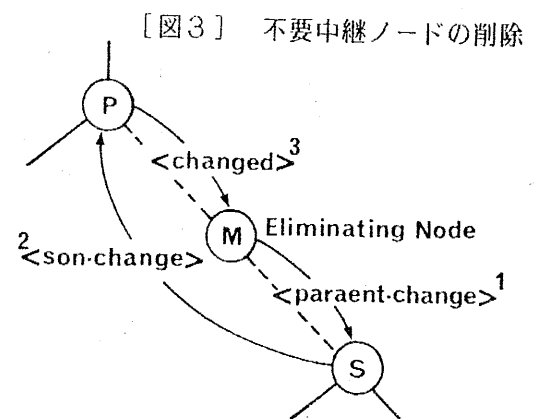 ［図３］ 不要中継ノードの削除
P
<changed>3
M Eliminating Node
2<son·change>
<paraent·change>1
S